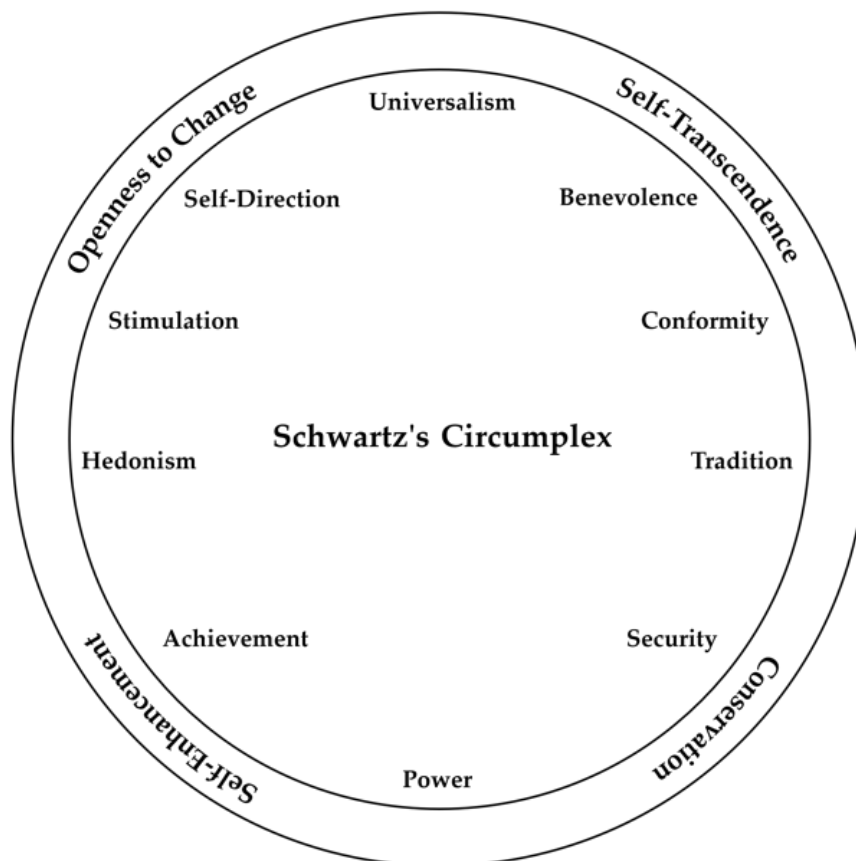 Universalism
Openness to Change
Self-Transcendence
Self-Direction
Benevolence
Stimulation
Conformity
Schwartz's Circumplex
Hedonism
Tradition
Achievement
Security
Self-Enhancement
Conservation
Power